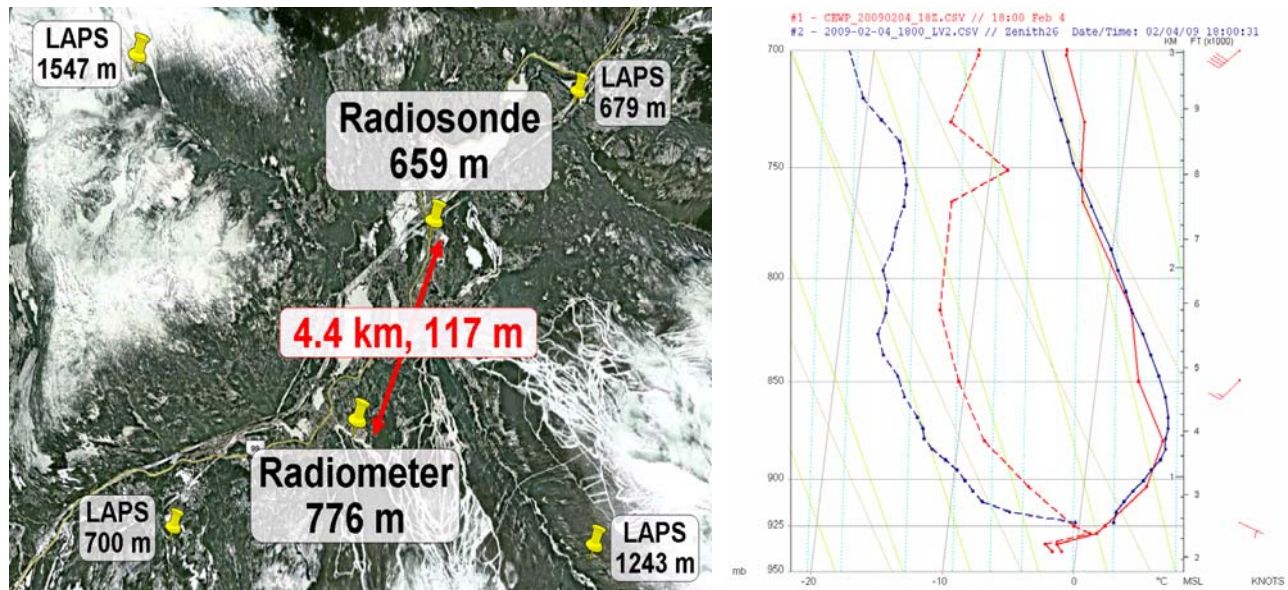 LAPS
1547 m
LAPS
679 m
Radiosonde
659 m
4.4 km, 117 m
Radiometer
776 m
LAPS
700 m
LAPS
1243 m
99
#1 - CEWP_20090204_18Z.CSV // 18:00 Feb 4
#2 - 2009-02-04_1800_LV2.CSV // Zenith26 Date/Time: 02/04/09 18:00:31
KM FT (x1000)
700
3
9
750
8
7
800
2
6
5
850
4
900
1
3
925
2
950
mb
-20
-10
0
°C
MSL
KNOTS